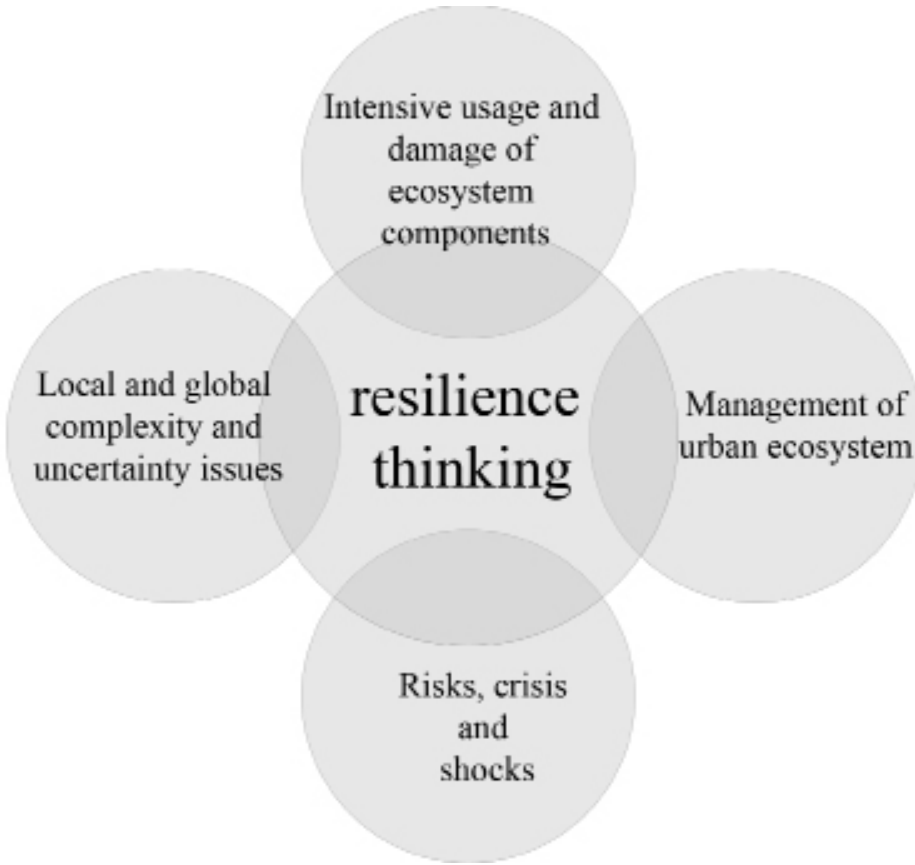 Intensive usage and
damage of
ecosystem
components
Local and global
complexity and
uncertainty issues
resilience
thinking
Management of
urban ecosystem
Risks, crisis
and
shocks